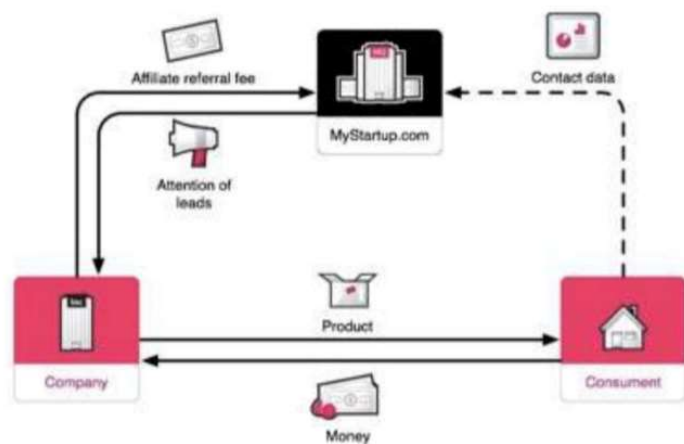 Affiliate referral fee
Contact data
MyStartup.com
Attention of
leads
Product
Company
Consument
Money